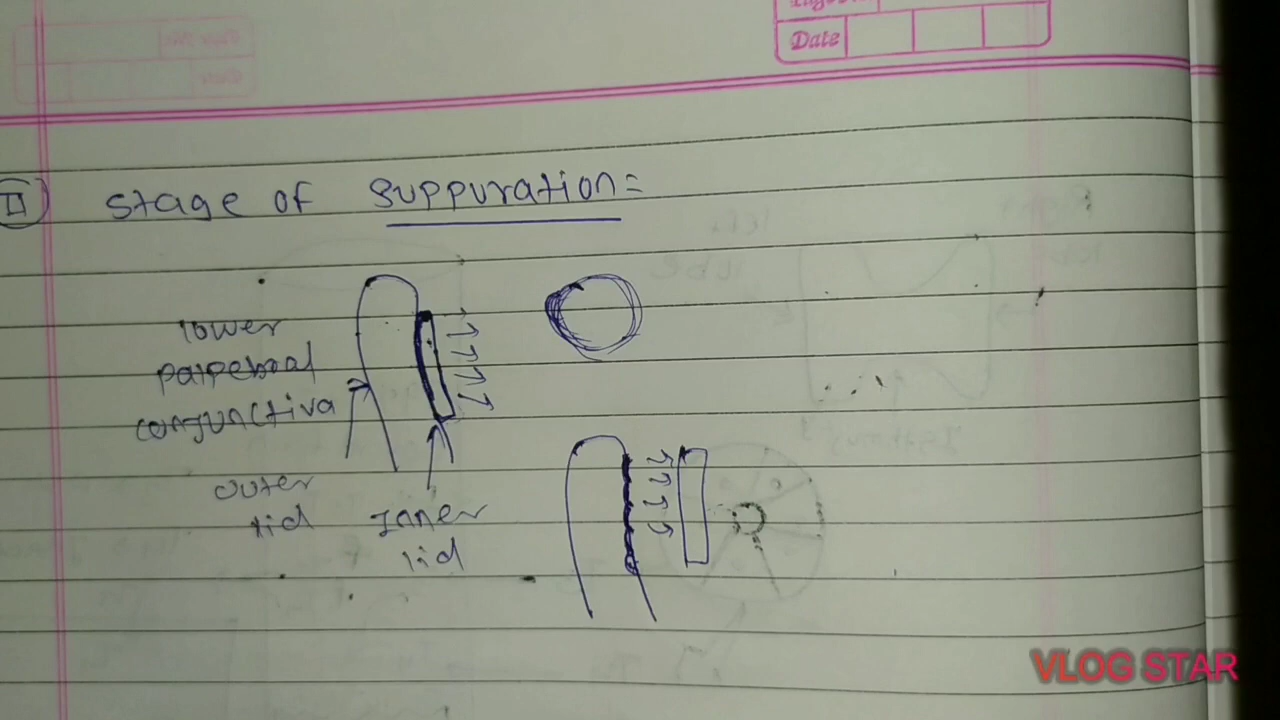 Date
II) Stage of suppuration=
lower
palpebral
conjunctiva
outer
lid
Inner
lid
VLOG STAR